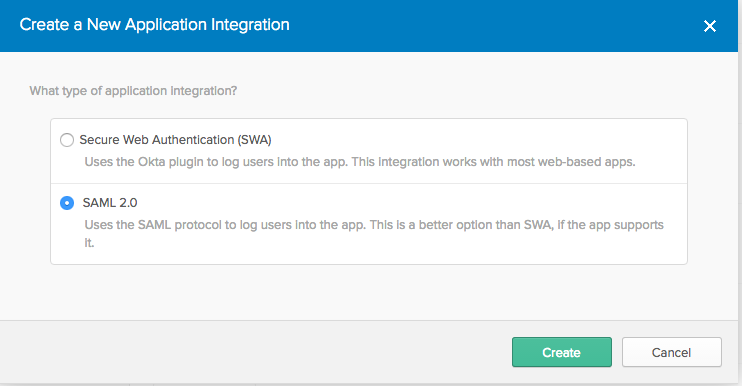 Create a New Application Integration
What type of application integration?
Secure Web Authentication (SWA)
Uses the Okta plugin to log users into the app. This integration works with most web-based apps.
SAML 2.0
Uses the SAML protocol to log users into the app. This is a better option than SWA, if the app supports
it.
Create
Cancel